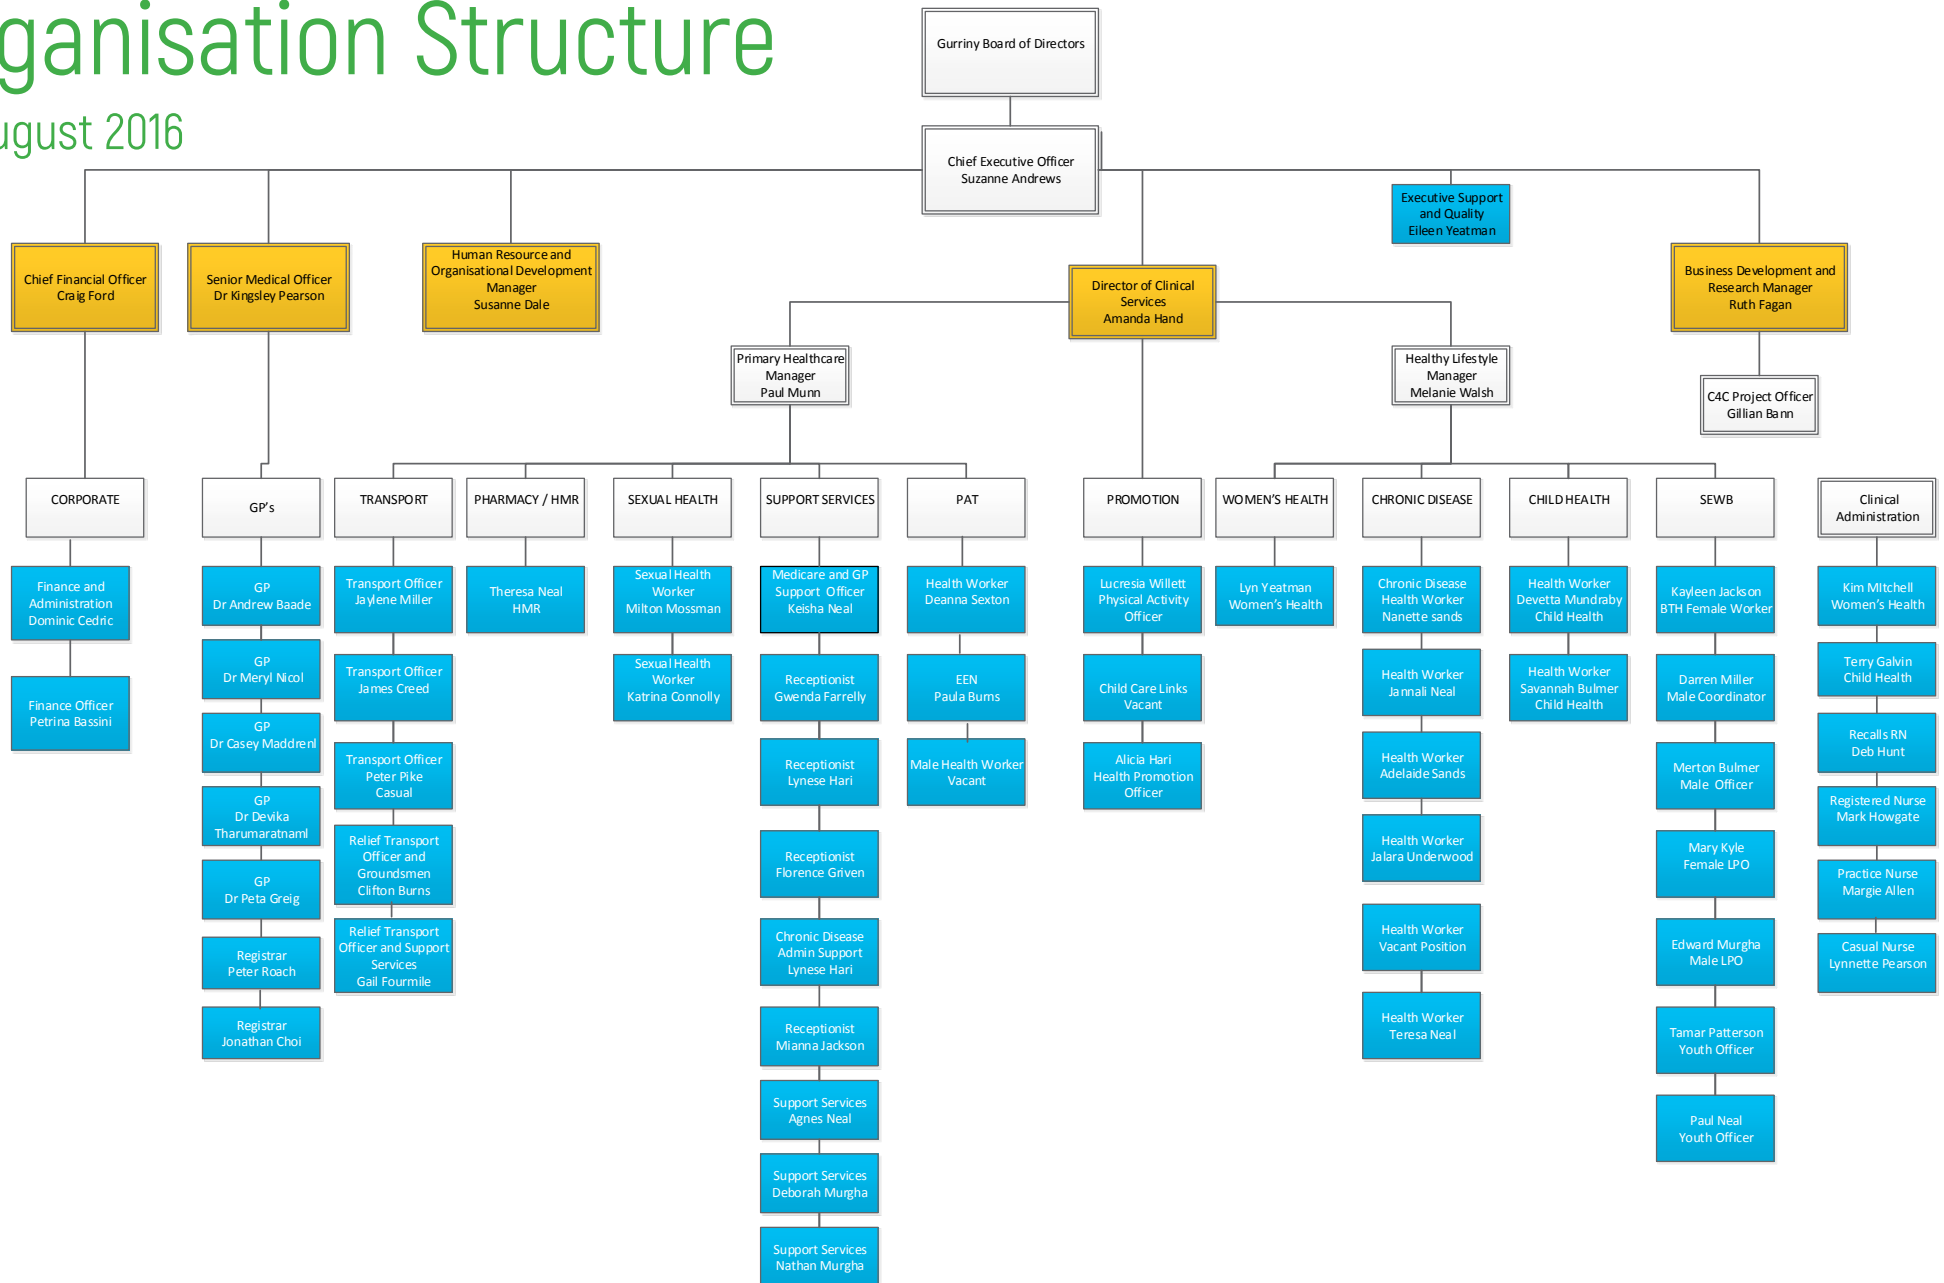 ganisation Structure
ugust 2016
Gurriny Board of Directors
Chief Executive Officer
Suzanne Andrews
Executive Support
and Quality
Eileen Yeatman
Chief Financial Officer
Craig Ford
Senior Medical Officer
Dr Kingsley Pearson
Human Resource and
Organisational Development
Manager
Susanne Dale
Director of Clinical
Services
Amanda Hand
Business Development and
Research Manager
Ruth Fagan
Primary Healthcare
Manager
Paul Munn
Healthy Lifestyle
Manager
Melanie Walsh
C4C Project Officer
Gillian Bann
CORPORATE
Finance and
Administration
Dominic Cedric
Finance Officer
Petrina Bassini
GP's
GP
Dr Andrew Baade
GP
Dr Meryl Nicol
GP
Dr Casey Maddrenl
GP
Dr Devika
Tharumaratnaml
GP
Dr Peta Greig
Registrar
Peter Roach
Registrar
Jonathan Choi
TRANSPORT
Transport Officer
Jaylene Miller
Transport Officer
James Creed
Transport Officer
Peter Pike
Casual
Relief Transport
Officer and
Groundsmen
Clifton Burns
Relief Transport
Officer and Support
Services
Gail Fourmile
PHARMACY / HMR
Theresa Neal
HMR
SEXUAL HEALTH
Sexual Health
Worker
Milton Mossman
Sexual Health
Worker
Katrina Connolly
SUPPORT SERVICES
Medicare and GP
Support Officer
Keisha Neal
Receptionist
Gwenda Farrelly
Receptionist
Lynese Hari
Receptionist
Florence Griven
Chronic Disease
Admin Support
Lynese Hari
Receptionist
Mianna Jackson
Support Services
Agnes Neal
Support Services
Deborah Murgha
Support Services
Nathan Murgha
PAT
Health Worker
Deanna Sexton
EEN
Paula Burns
Male Health Worker
Vacant
PROMOTION
Lucresia Willett
Physical Activity
Officer
Child Care Links
Vacant
Alicia Hari
Health Promotion
Officer
WOMEN'S HEALTH
Lyn Yeatman
Women's Health
CHRONIC DISEASE
Chronic Disease
Health Worker
Nanette sands
Health Worker
Jannali Neal
Health Worker
Adelaide Sands
Health Worker
Jalara Underwood
Health Worker
Vacant Position
Health Worker
Teresa Neal
CHILD HEALTH
Health Worker
Devetta Mundraby
Child Health
Health Worker
Savannah Bulmer
Child Health
SEWB
Kayleen Jackson
BTH Female Worker
Darren Miller
Male Coordinator
Merton Bulmer
Male Officer
Mary Kyle
Female LPO
Edward Murgha
Male LPO
Tamar Patterson
Youth Officer
Paul Neal
Youth Officer
Clinical
Administration
Kim MItchell
Women's Health
Terry Galvin
Child Health
Recalls RN
Deb Hunt
Registered Nurse
Mark Howgate
Practice Nurse
Margie Allen
Casual Nurse
Lynnette Pearson